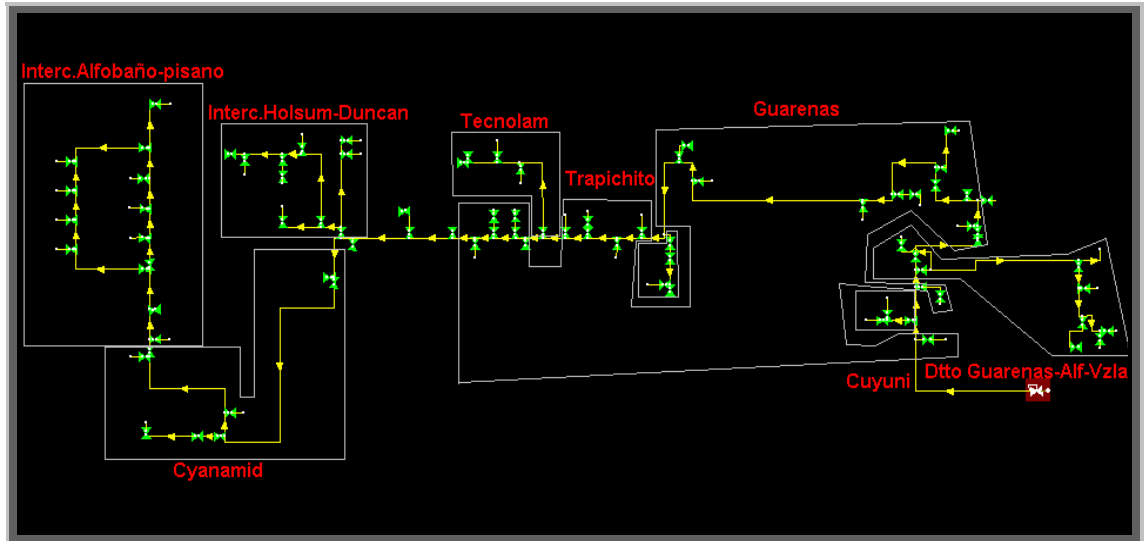 Interc.Alfobaño-pisano
Interc.Holsum-Duncan
Tecnolam
Guarenas
Trapichito
Cuyuni
Dtto Guarenas-Alf-Vzla
Cyanamid